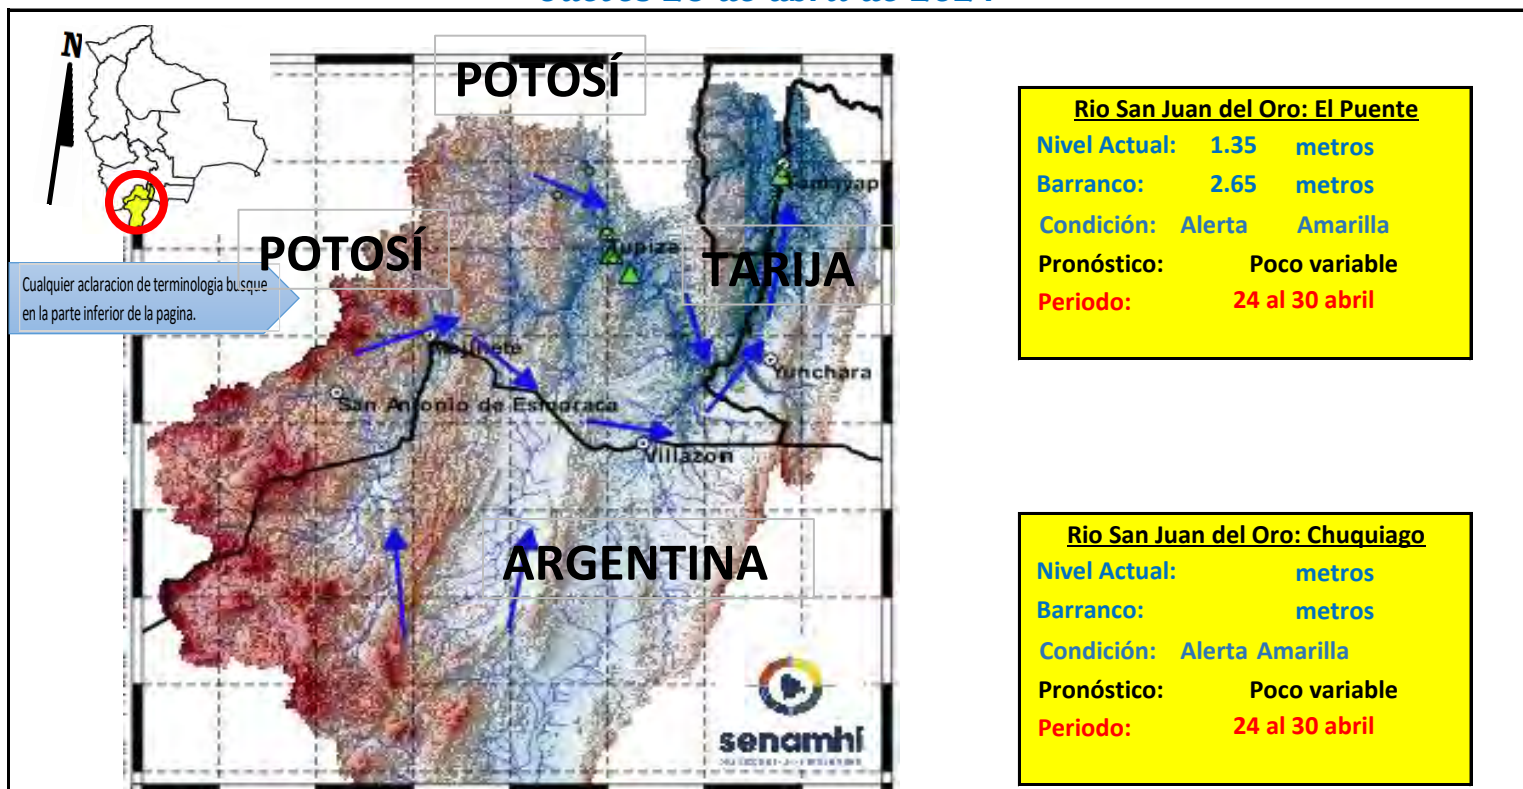 N
POTOSÍ
POTOSÍ
TARIJA
Cualquier aclaracion de terminologia busque
en la parte inferior de la pagina.
Tupiza
San Antonio de Esmoraca
Yunchara
Villazon
ARGENTINA
senamhi
Rio San Juan del Oro: El Puente
Nivel Actual: 1.35 metros
Barranco: 2.65 metros
Condición: Alerta Amarilla
Pronóstico: Poco variable
Periodo: 24 al 30 abril
Rio San Juan del Oro: Chuquiago
Nivel Actual: metros
Barranco: metros
Condición: Alerta Amarilla
Pronóstico: Poco variable
Periodo: 24 al 30 abril